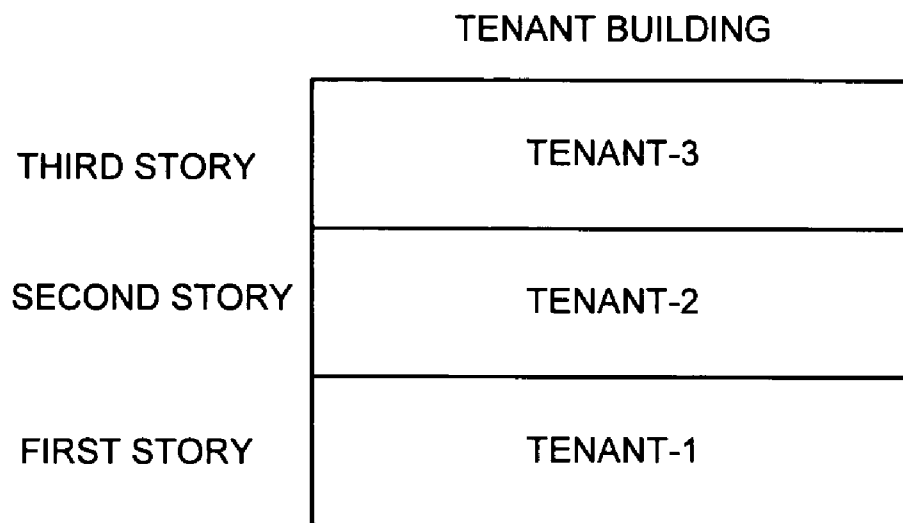 TENANT BUILDING
THIRD STORY TENANT-3
SECOND STORY TENANT-2
FIRST STORY TENANT-1